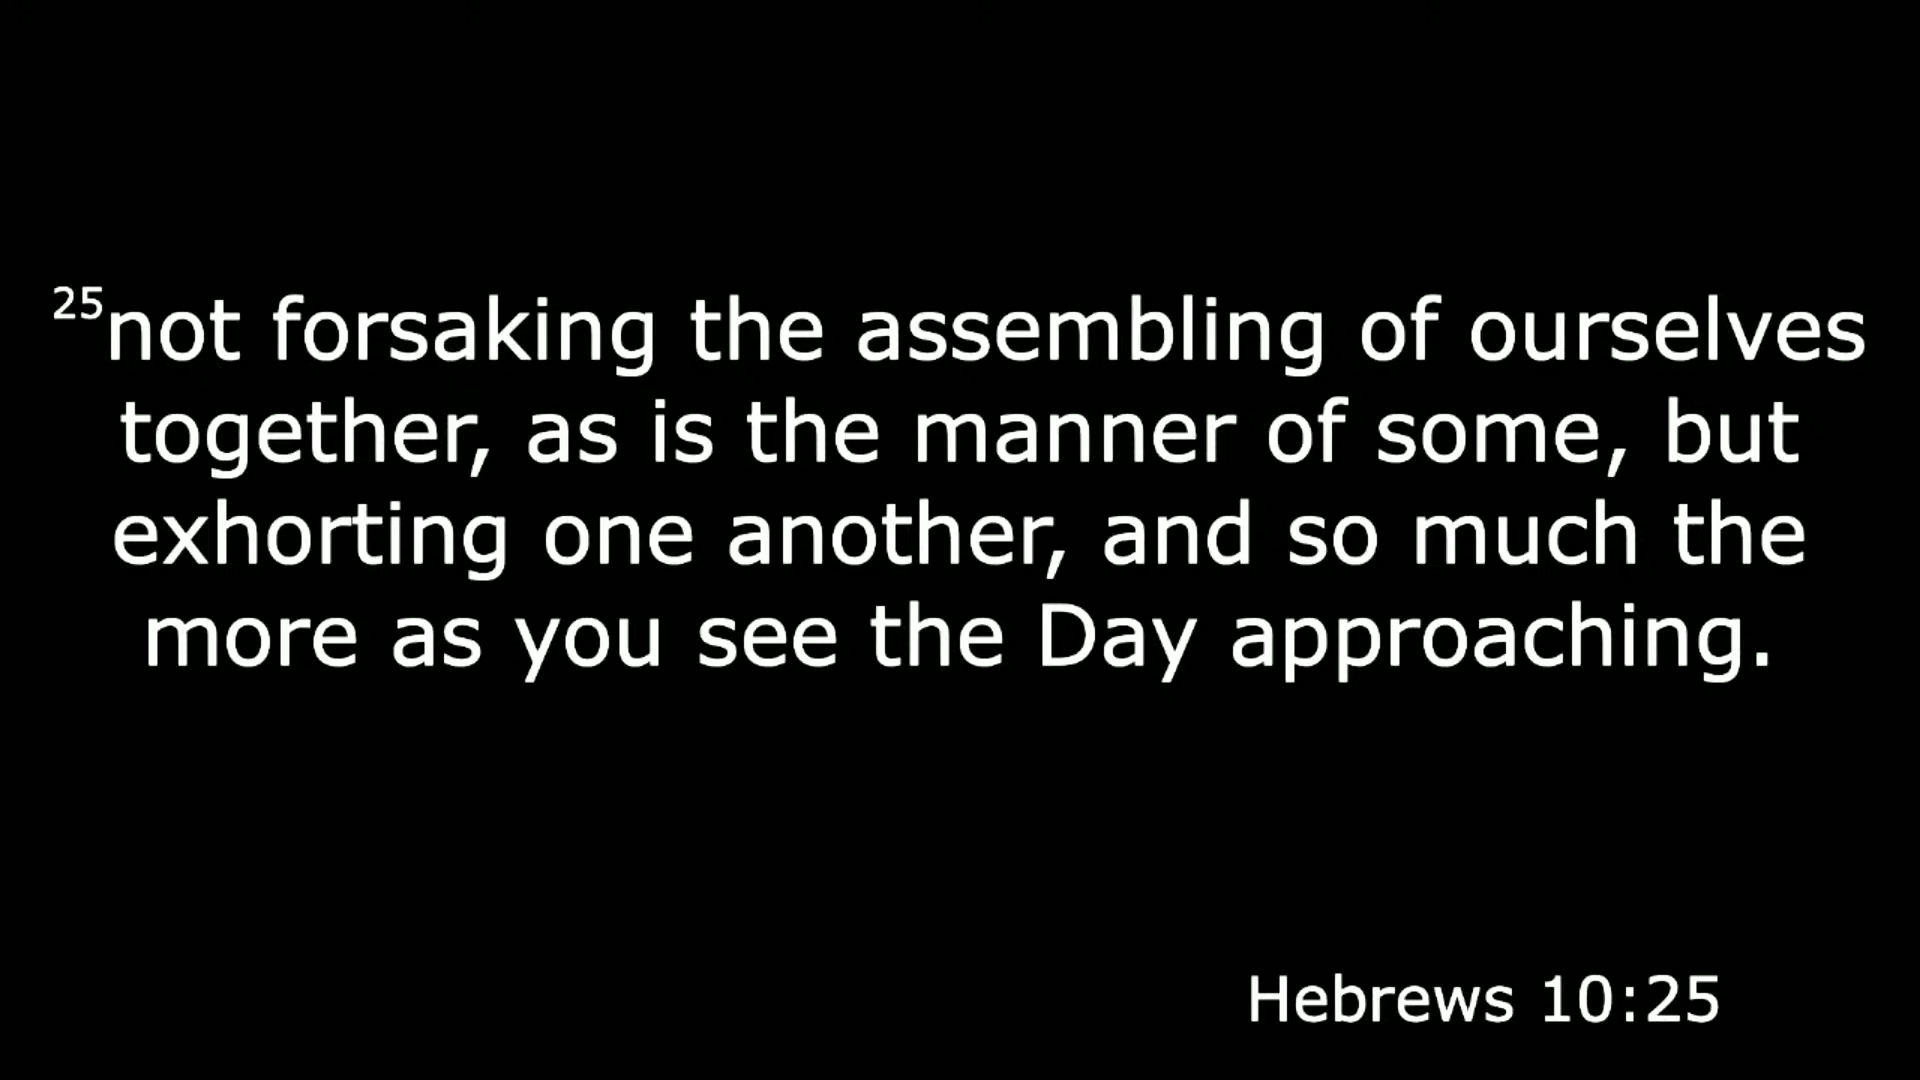 25not forsaking the assembling of ourselves
together, as is the manner of some, but
exhorting one another, and so much the
more as you see the Day approaching.
Hebrews 10:25